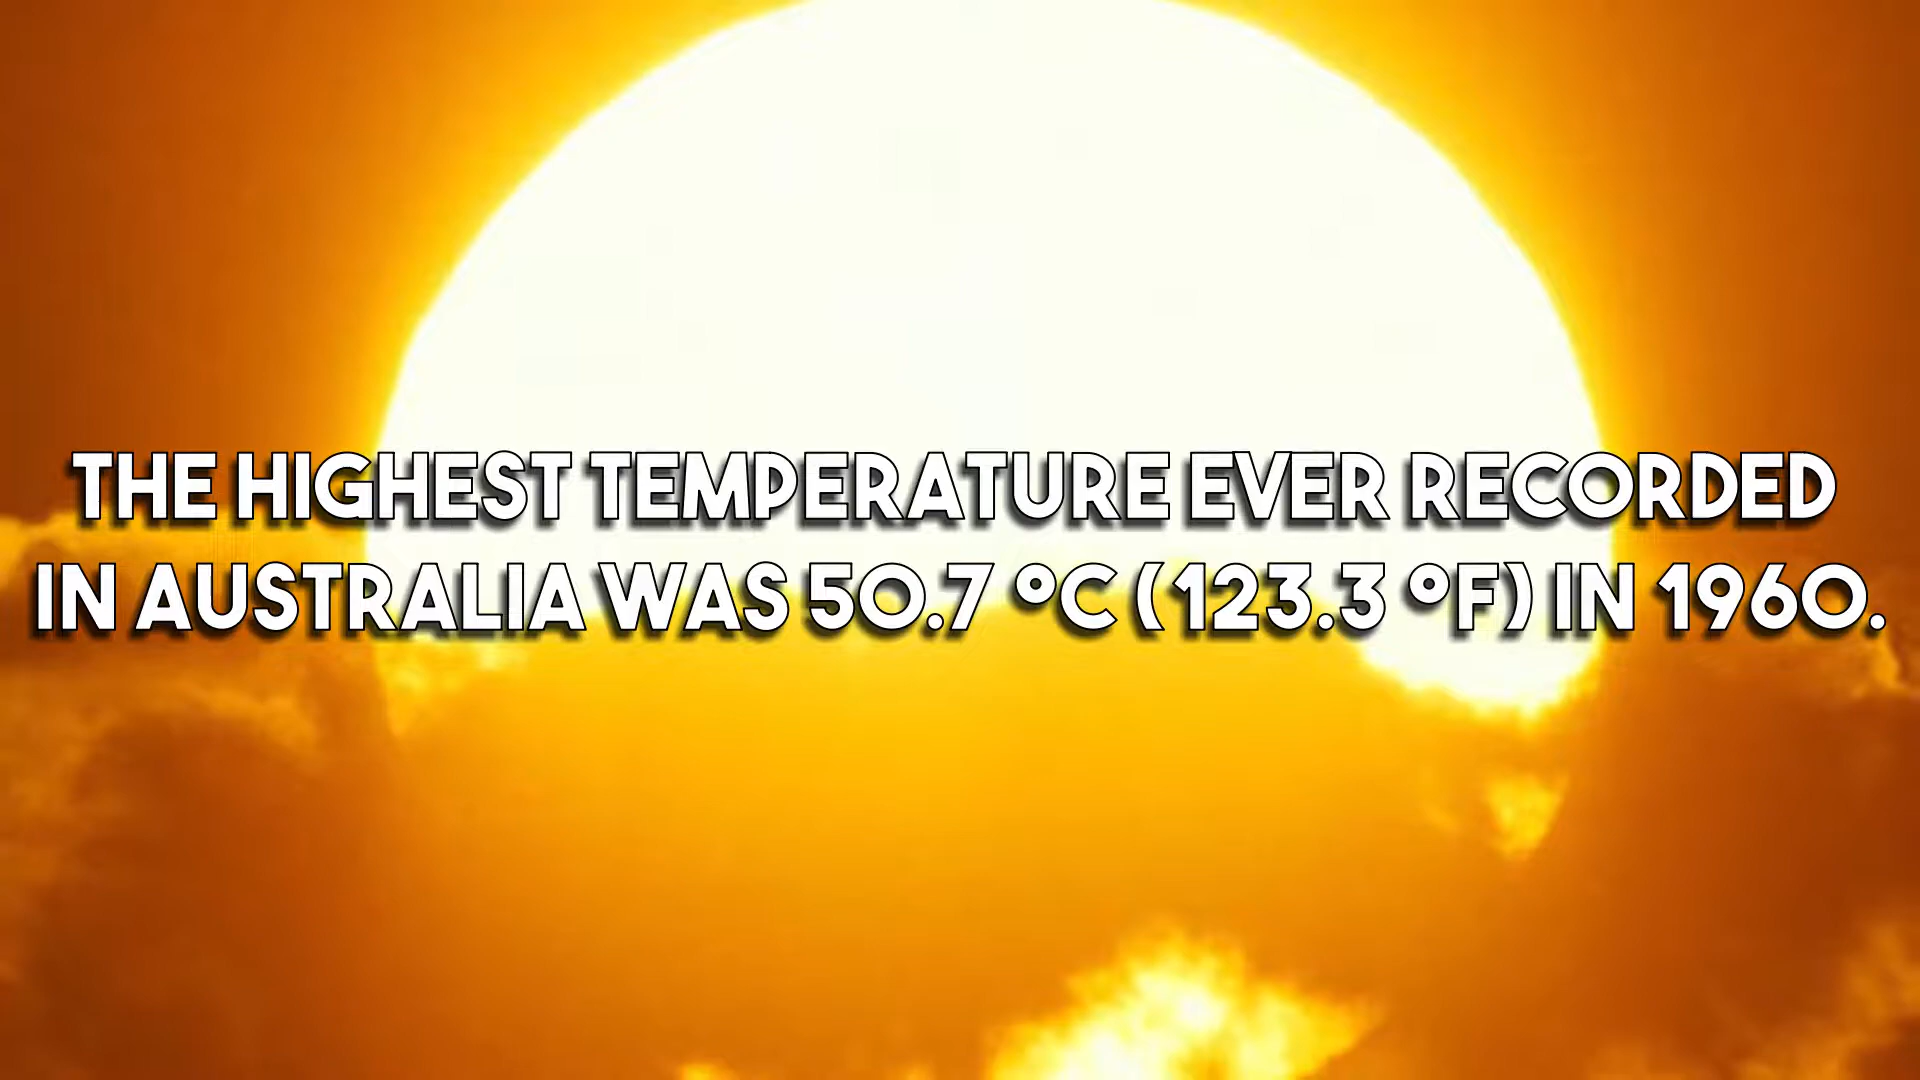 THE HIGHEST TEMPERATURE EVER RECORDED
IN AUSTRALIA WAS 50.7 °C (123.3 °F) IN 1960.